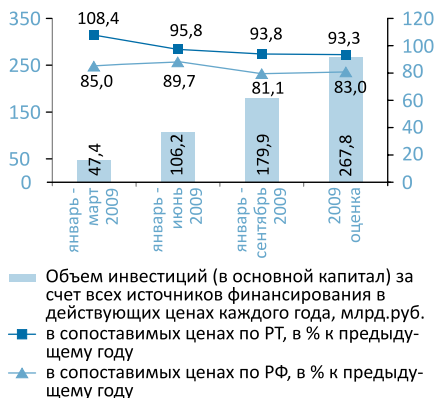 350
250
150
50
0
120
100
80
60
40
20
0
108,4
95,8
93,8
93,3
85,0
89,7
81,1
83,0
47,4
106,2
179,9
267,8
январь -
март
2009
январь -
июнь
2009
январь -
сентябрь
2009
2009
оценка
Объем инвестиций (в основной капитал) за
счет всех источников финансирования в
действующих ценах каждого года, млрд.руб.
в сопоставимых ценах по РТ, в % к предыду-
щему году
в сопоставимых ценах по РФ, в % к предыду-
щему году